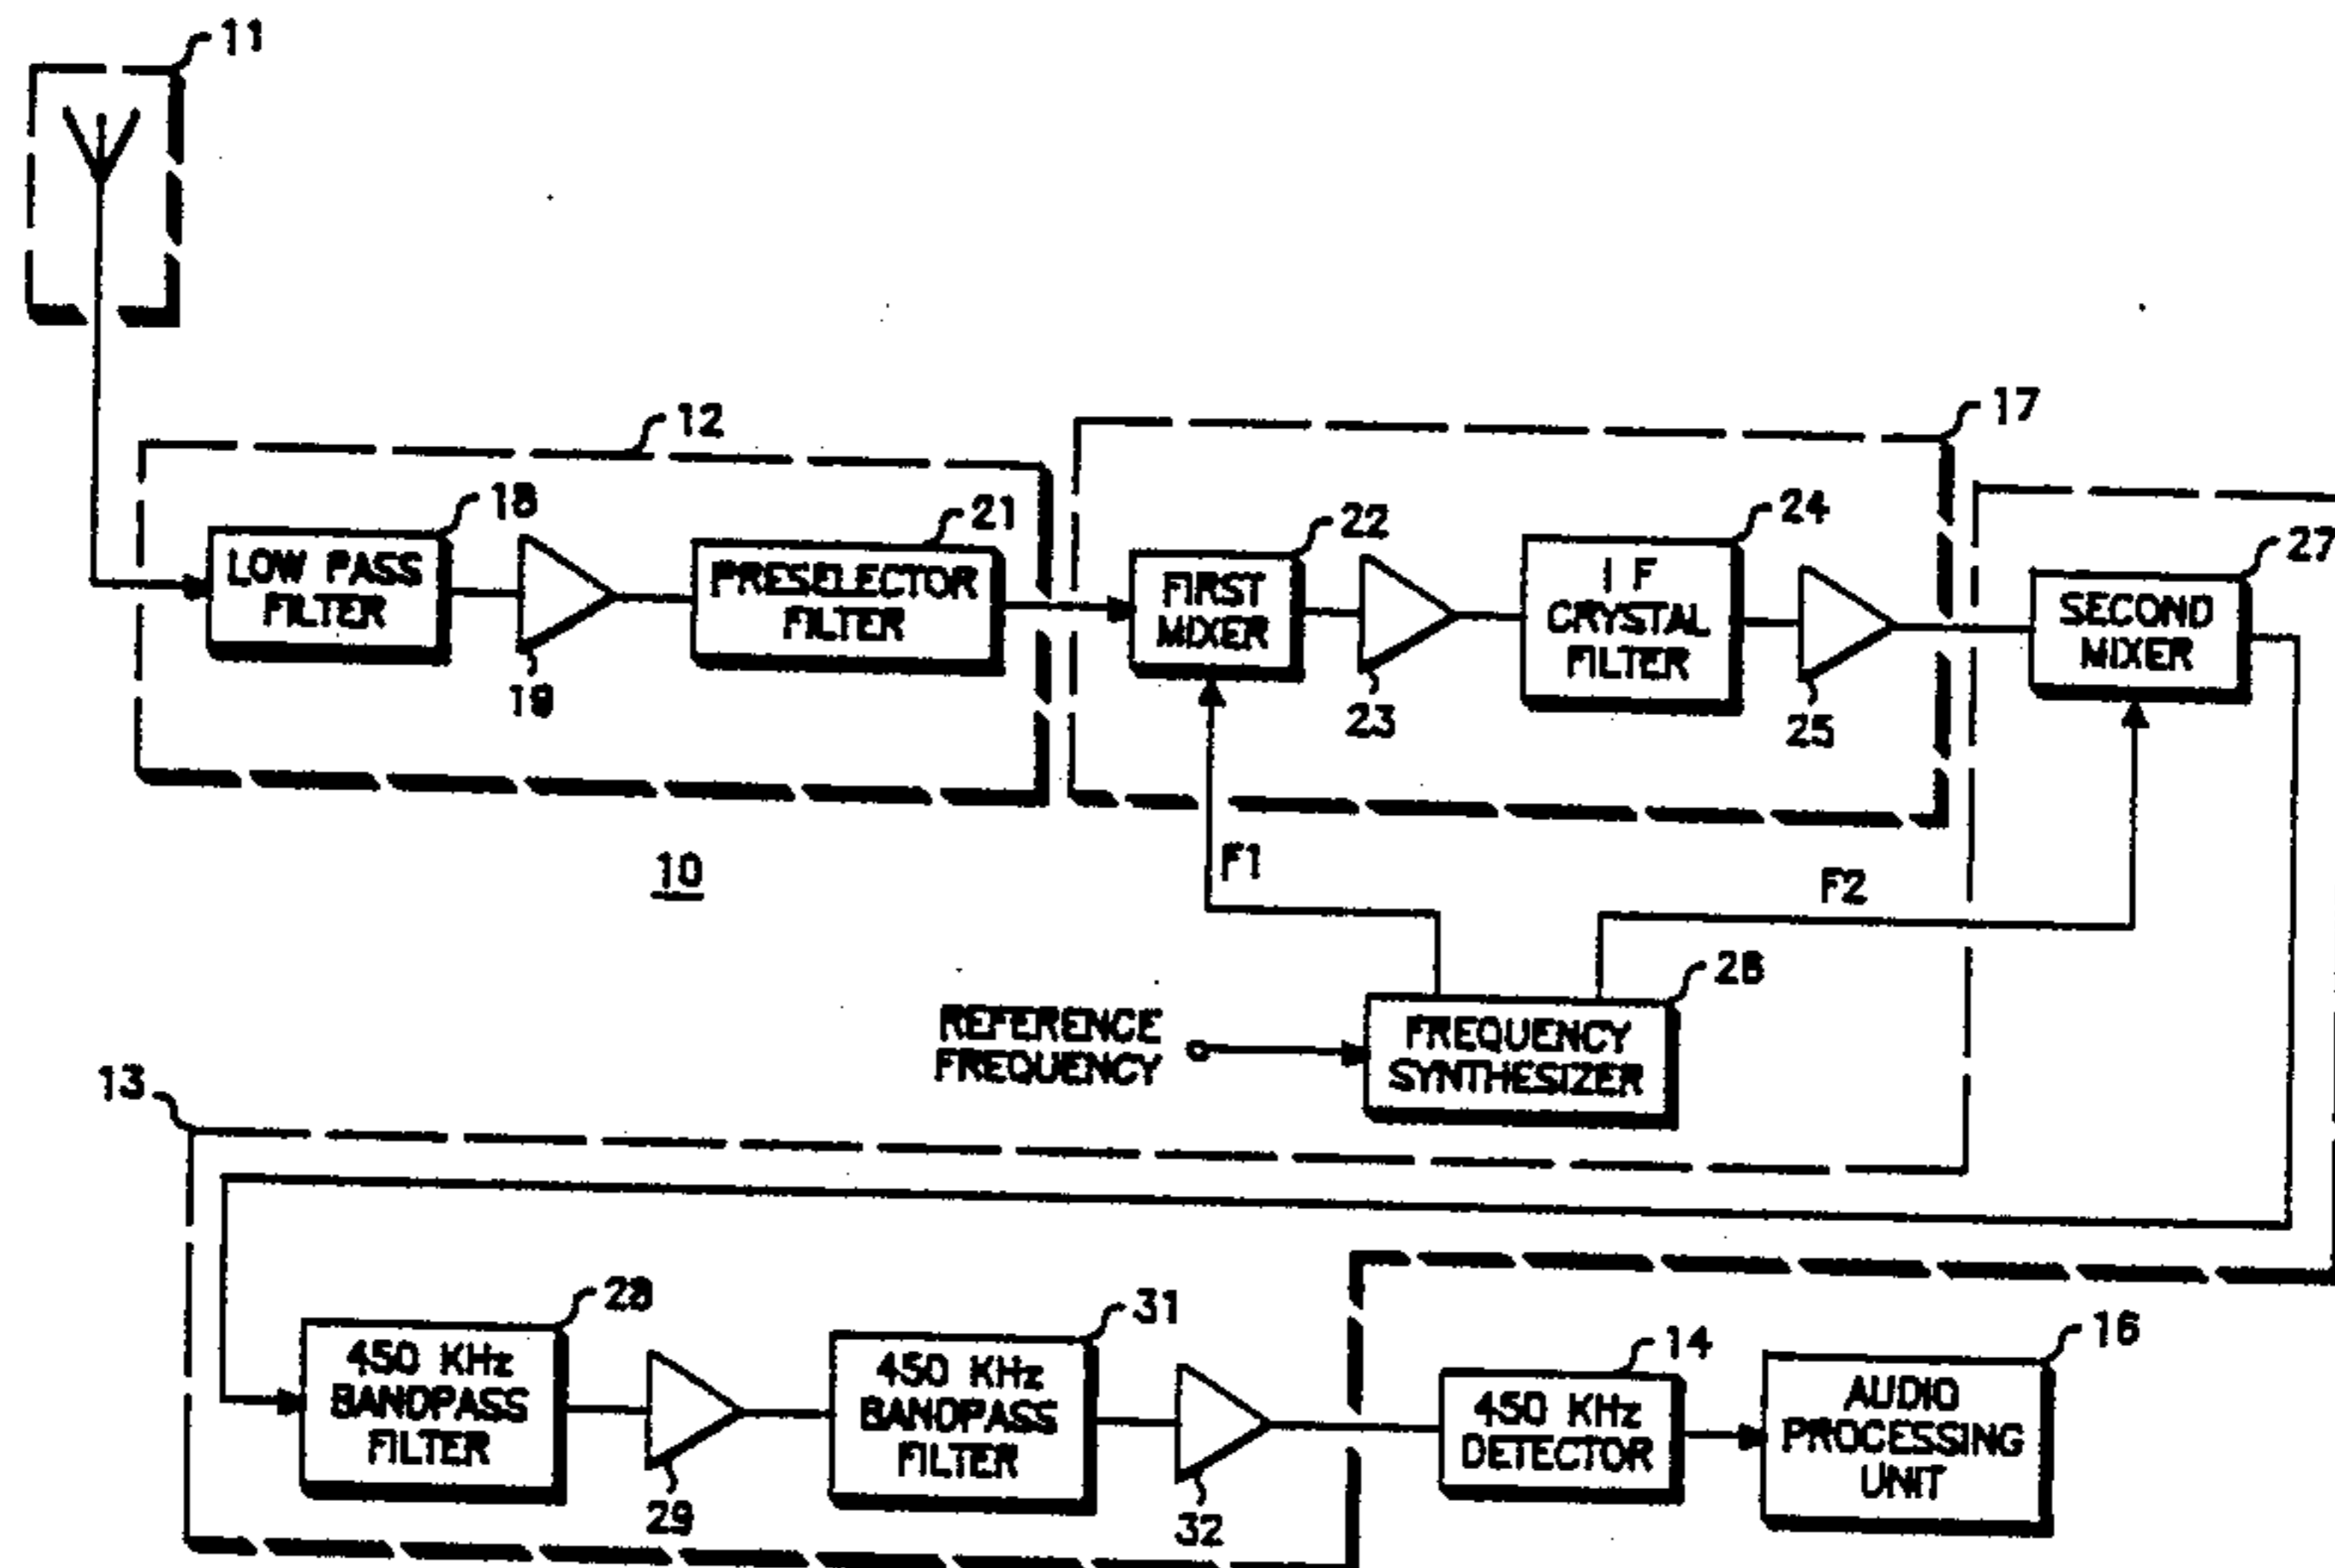 11
12
17
18
21
22
24
27
LOW PASS
FILTER
PRESELECTOR
FILTER
FIRST
MIXER
I F
CRYSTAL
FILTER
SECOND
MIXER
19
23
25
10
F1
F2
26
REFERENCE
FREQUENCY
FREQUENCY
SYNTHESIZER
13
28
31
14
16
450 KHz
BANDPASS
FILTER
450 KHz
BANDPASS
FILTER
450 KHz
DETECTOR
AUDIO
PROCESSING
UNIT
29
32